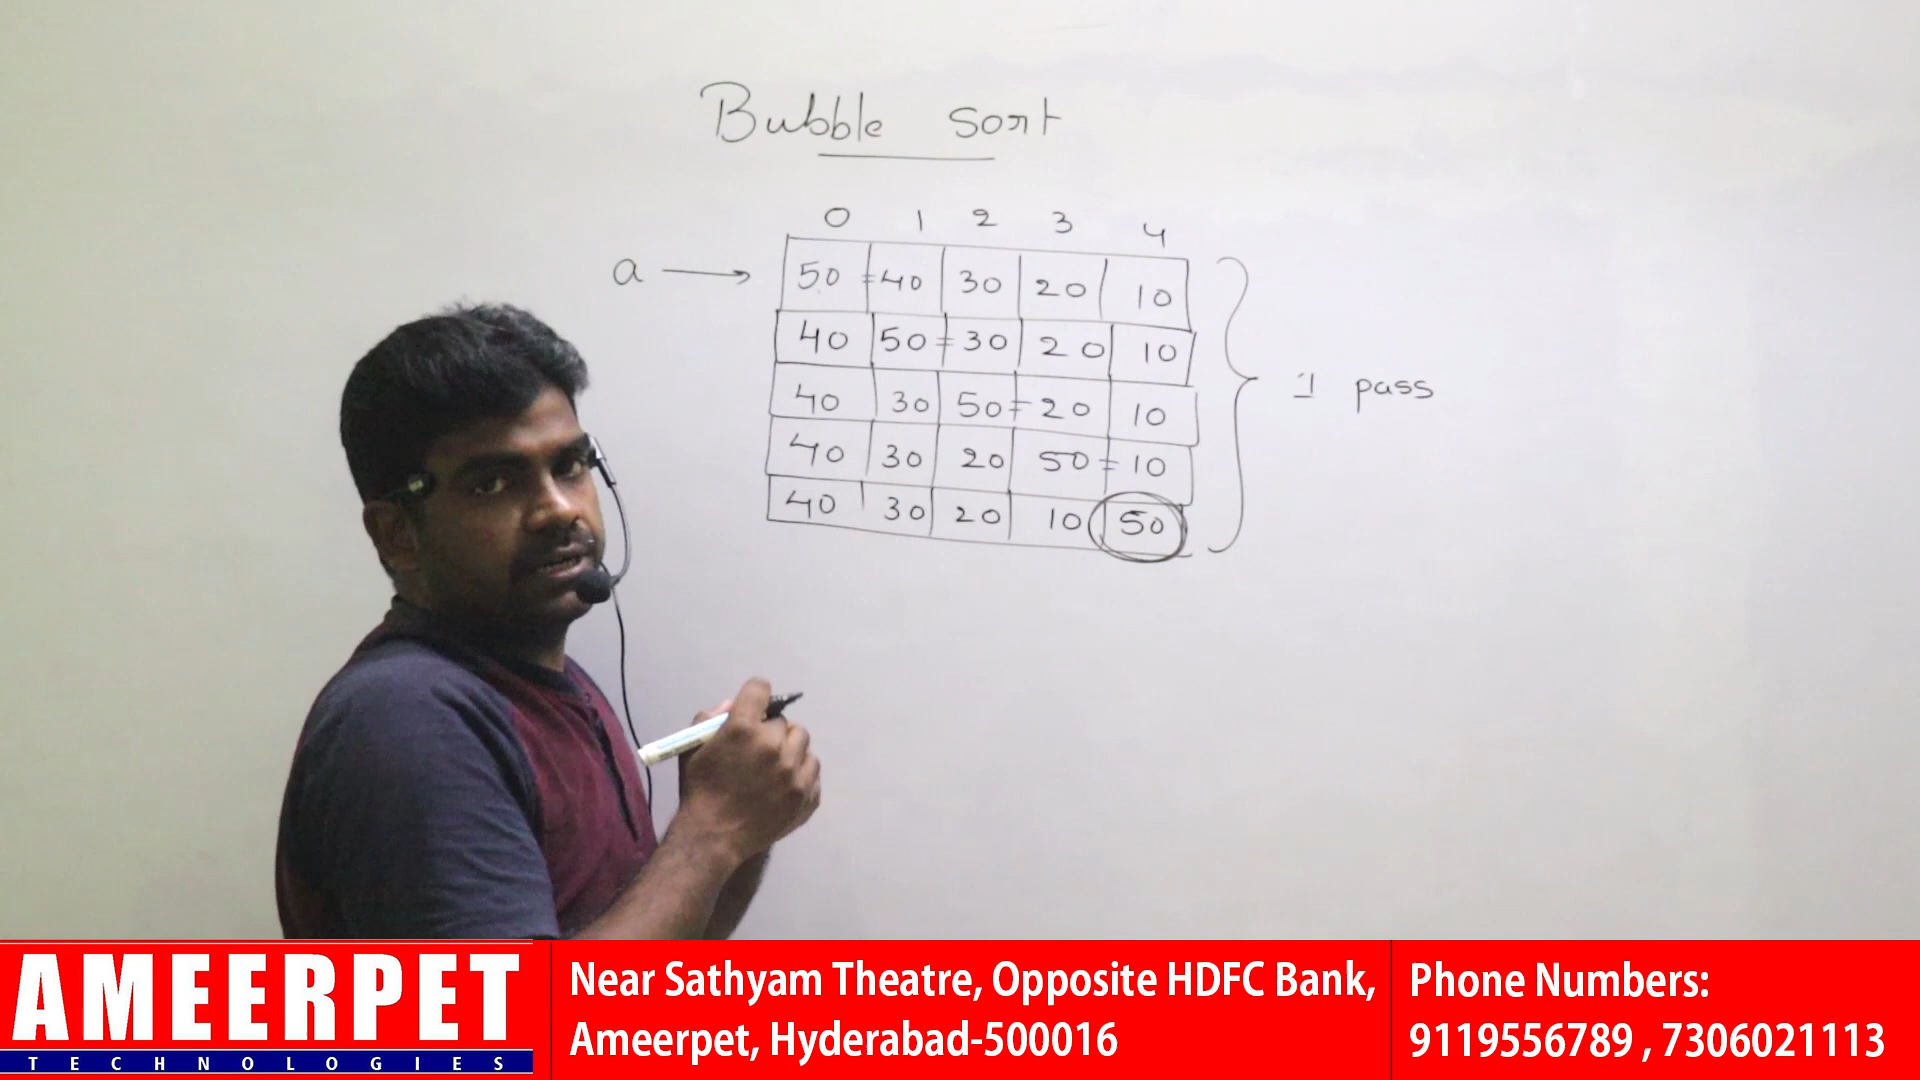 Bubble sort
0 1 2 3 4
a → 50 = 40 30 20 10
40 50 = 30 20 10
40 30 50 = 20 10
40 30 20 50 = 10
40 30 20 10 50
1 pass
AMEERPET
TECHNOLOGIES
Near Sathyam Theatre, Opposite HDFC Bank,
Ameerpet, Hyderabad-500016
Phone Numbers:
9119556789 , 7306021113